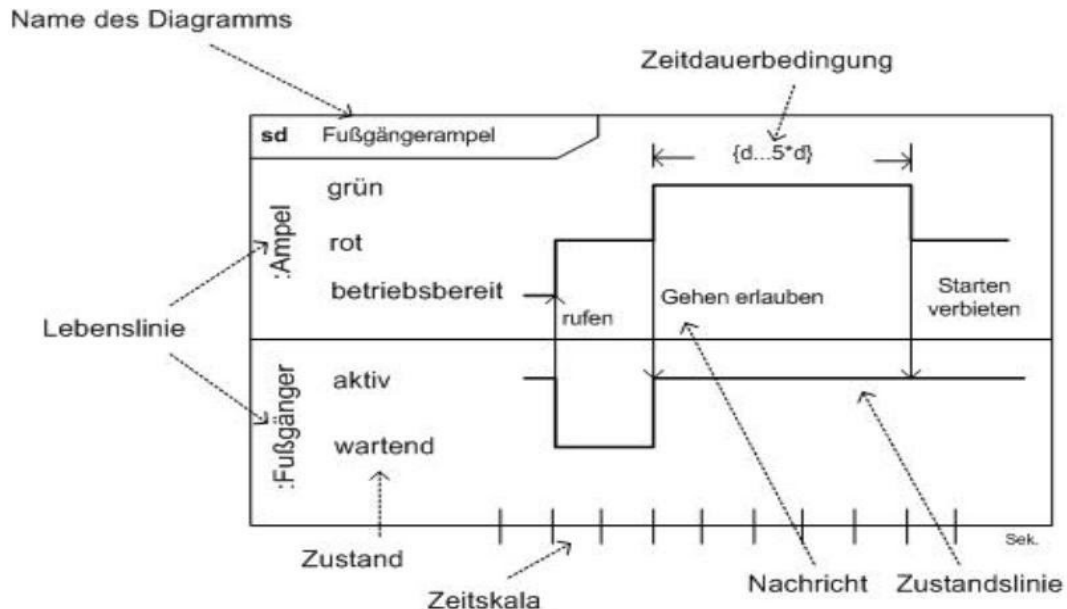 Name des Diagramms
Zeitdauerbedingung
sd Fußgängerampel
{d...5*d}
:Ampel
grün
rot
betriebsbereit
rufen
Gehen erlauben
Starten
verbieten
Lebenslinie
:Fußgänger
aktiv
wartend
Sek.
Zustand
Zeitskala
Nachricht
Zustandslinie